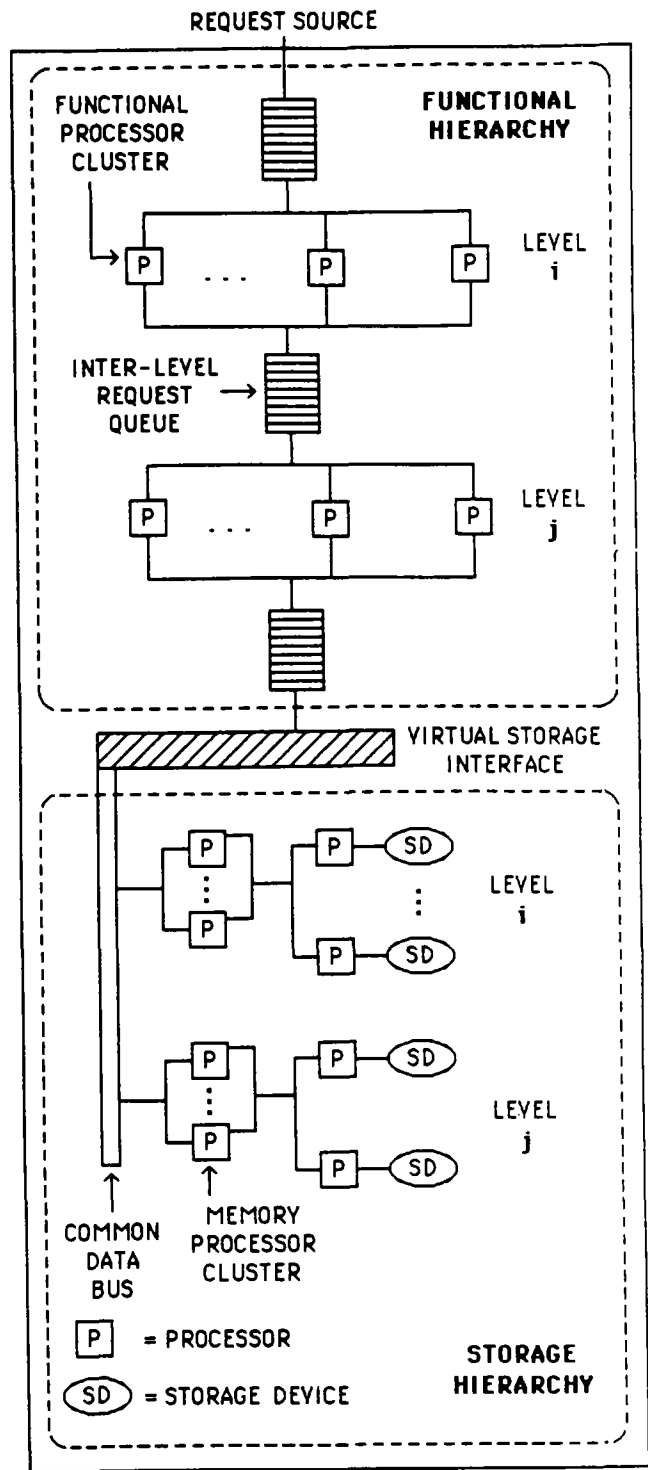 REQUEST SOURCE
FUNCTIONAL
PROCESSOR
CLUSTER
FUNCTIONAL
HIERARCHY
P
. . .
P
P
LEVEL
i
INTER-LEVEL
REQUEST
QUEUE
P
. . .
P
P
LEVEL
j
VIRTUAL STORAGE
INTERFACE
P
P
SD
P
P
SD
LEVEL
i
P
P
SD
P
P
SD
LEVEL
j
COMMON
DATA
BUS
MEMORY
PROCESSOR
CLUSTER
P = PROCESSOR
SD = STORAGE DEVICE
STORAGE
HIERARCHY